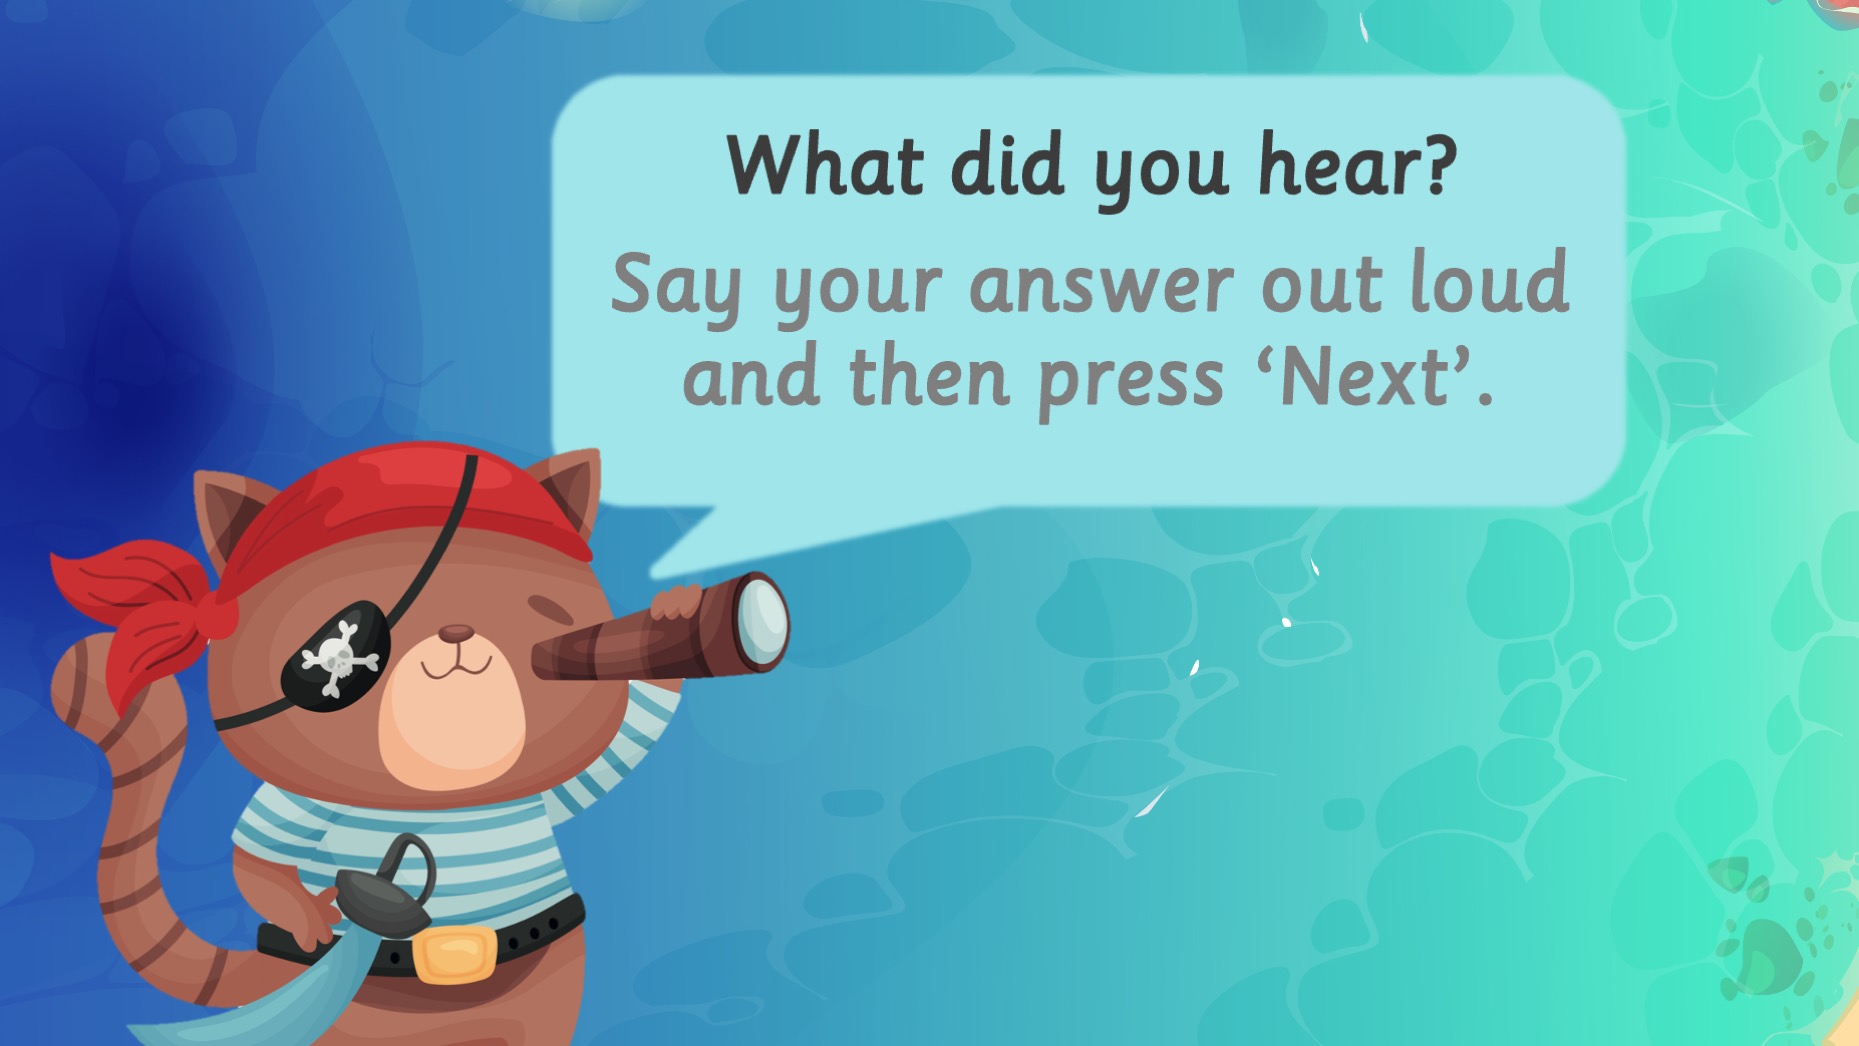 What did you hear?
Say your answer out loud
and then press ‘Next’.